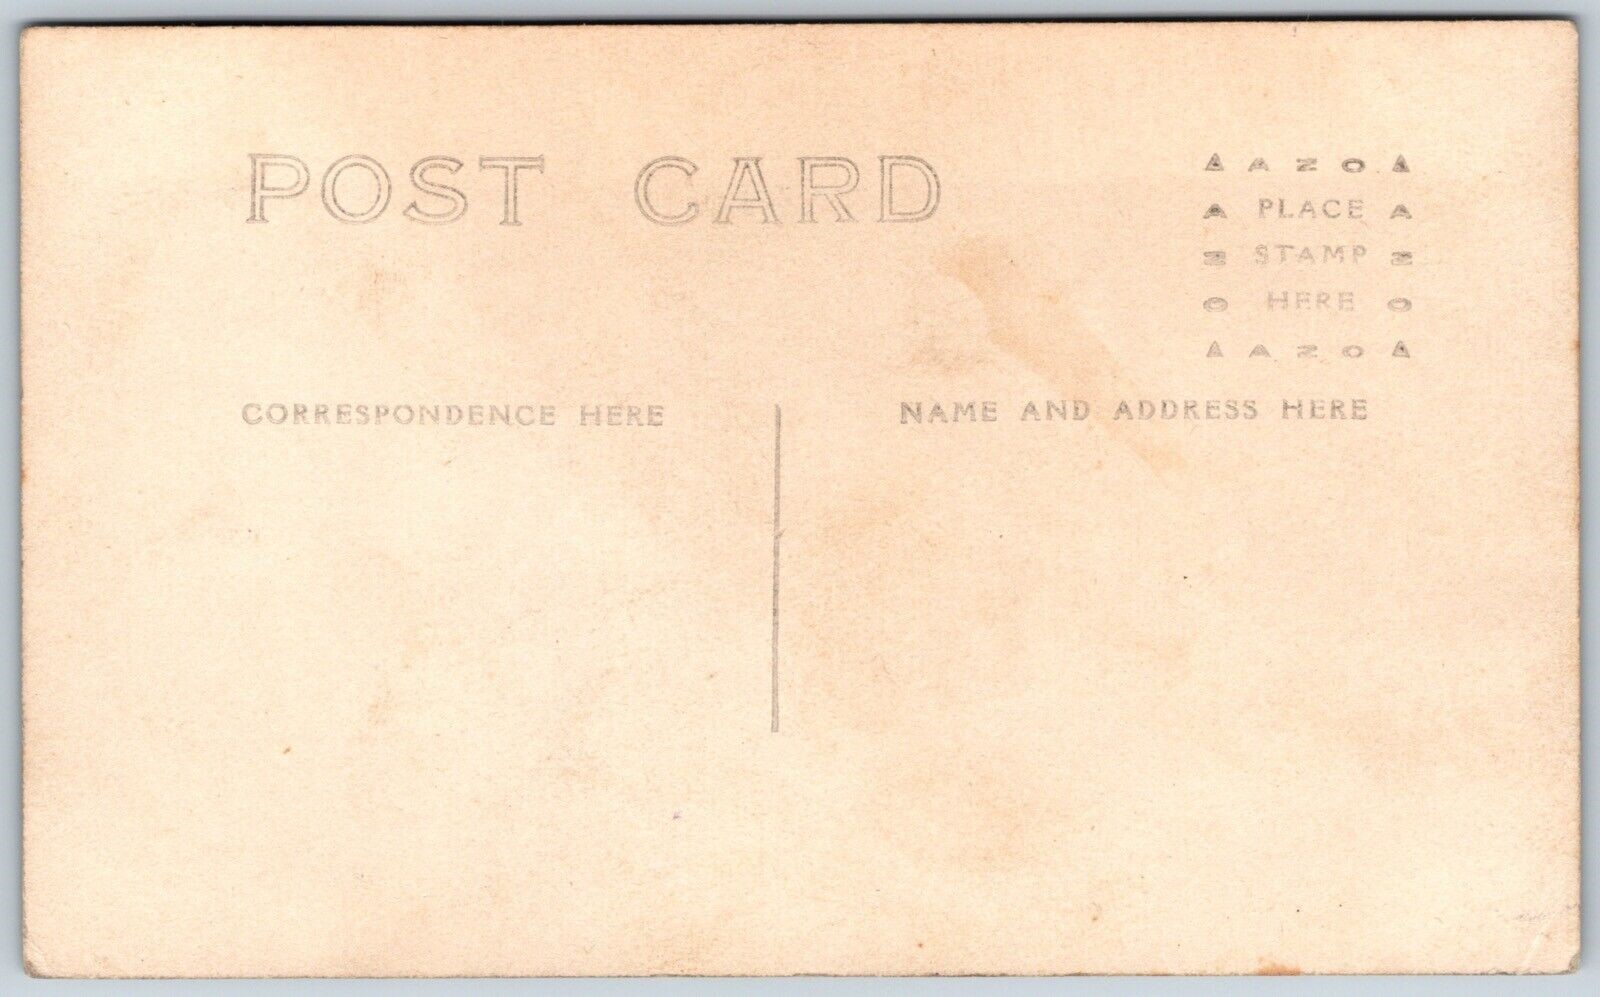 POST CARD
▲ AZO ▲
A PLACE A
Z STAMP Z
O HERE O
▲ AZO ▲
CORRESPONDENCE HERE
NAME AND ADDRESS HERE